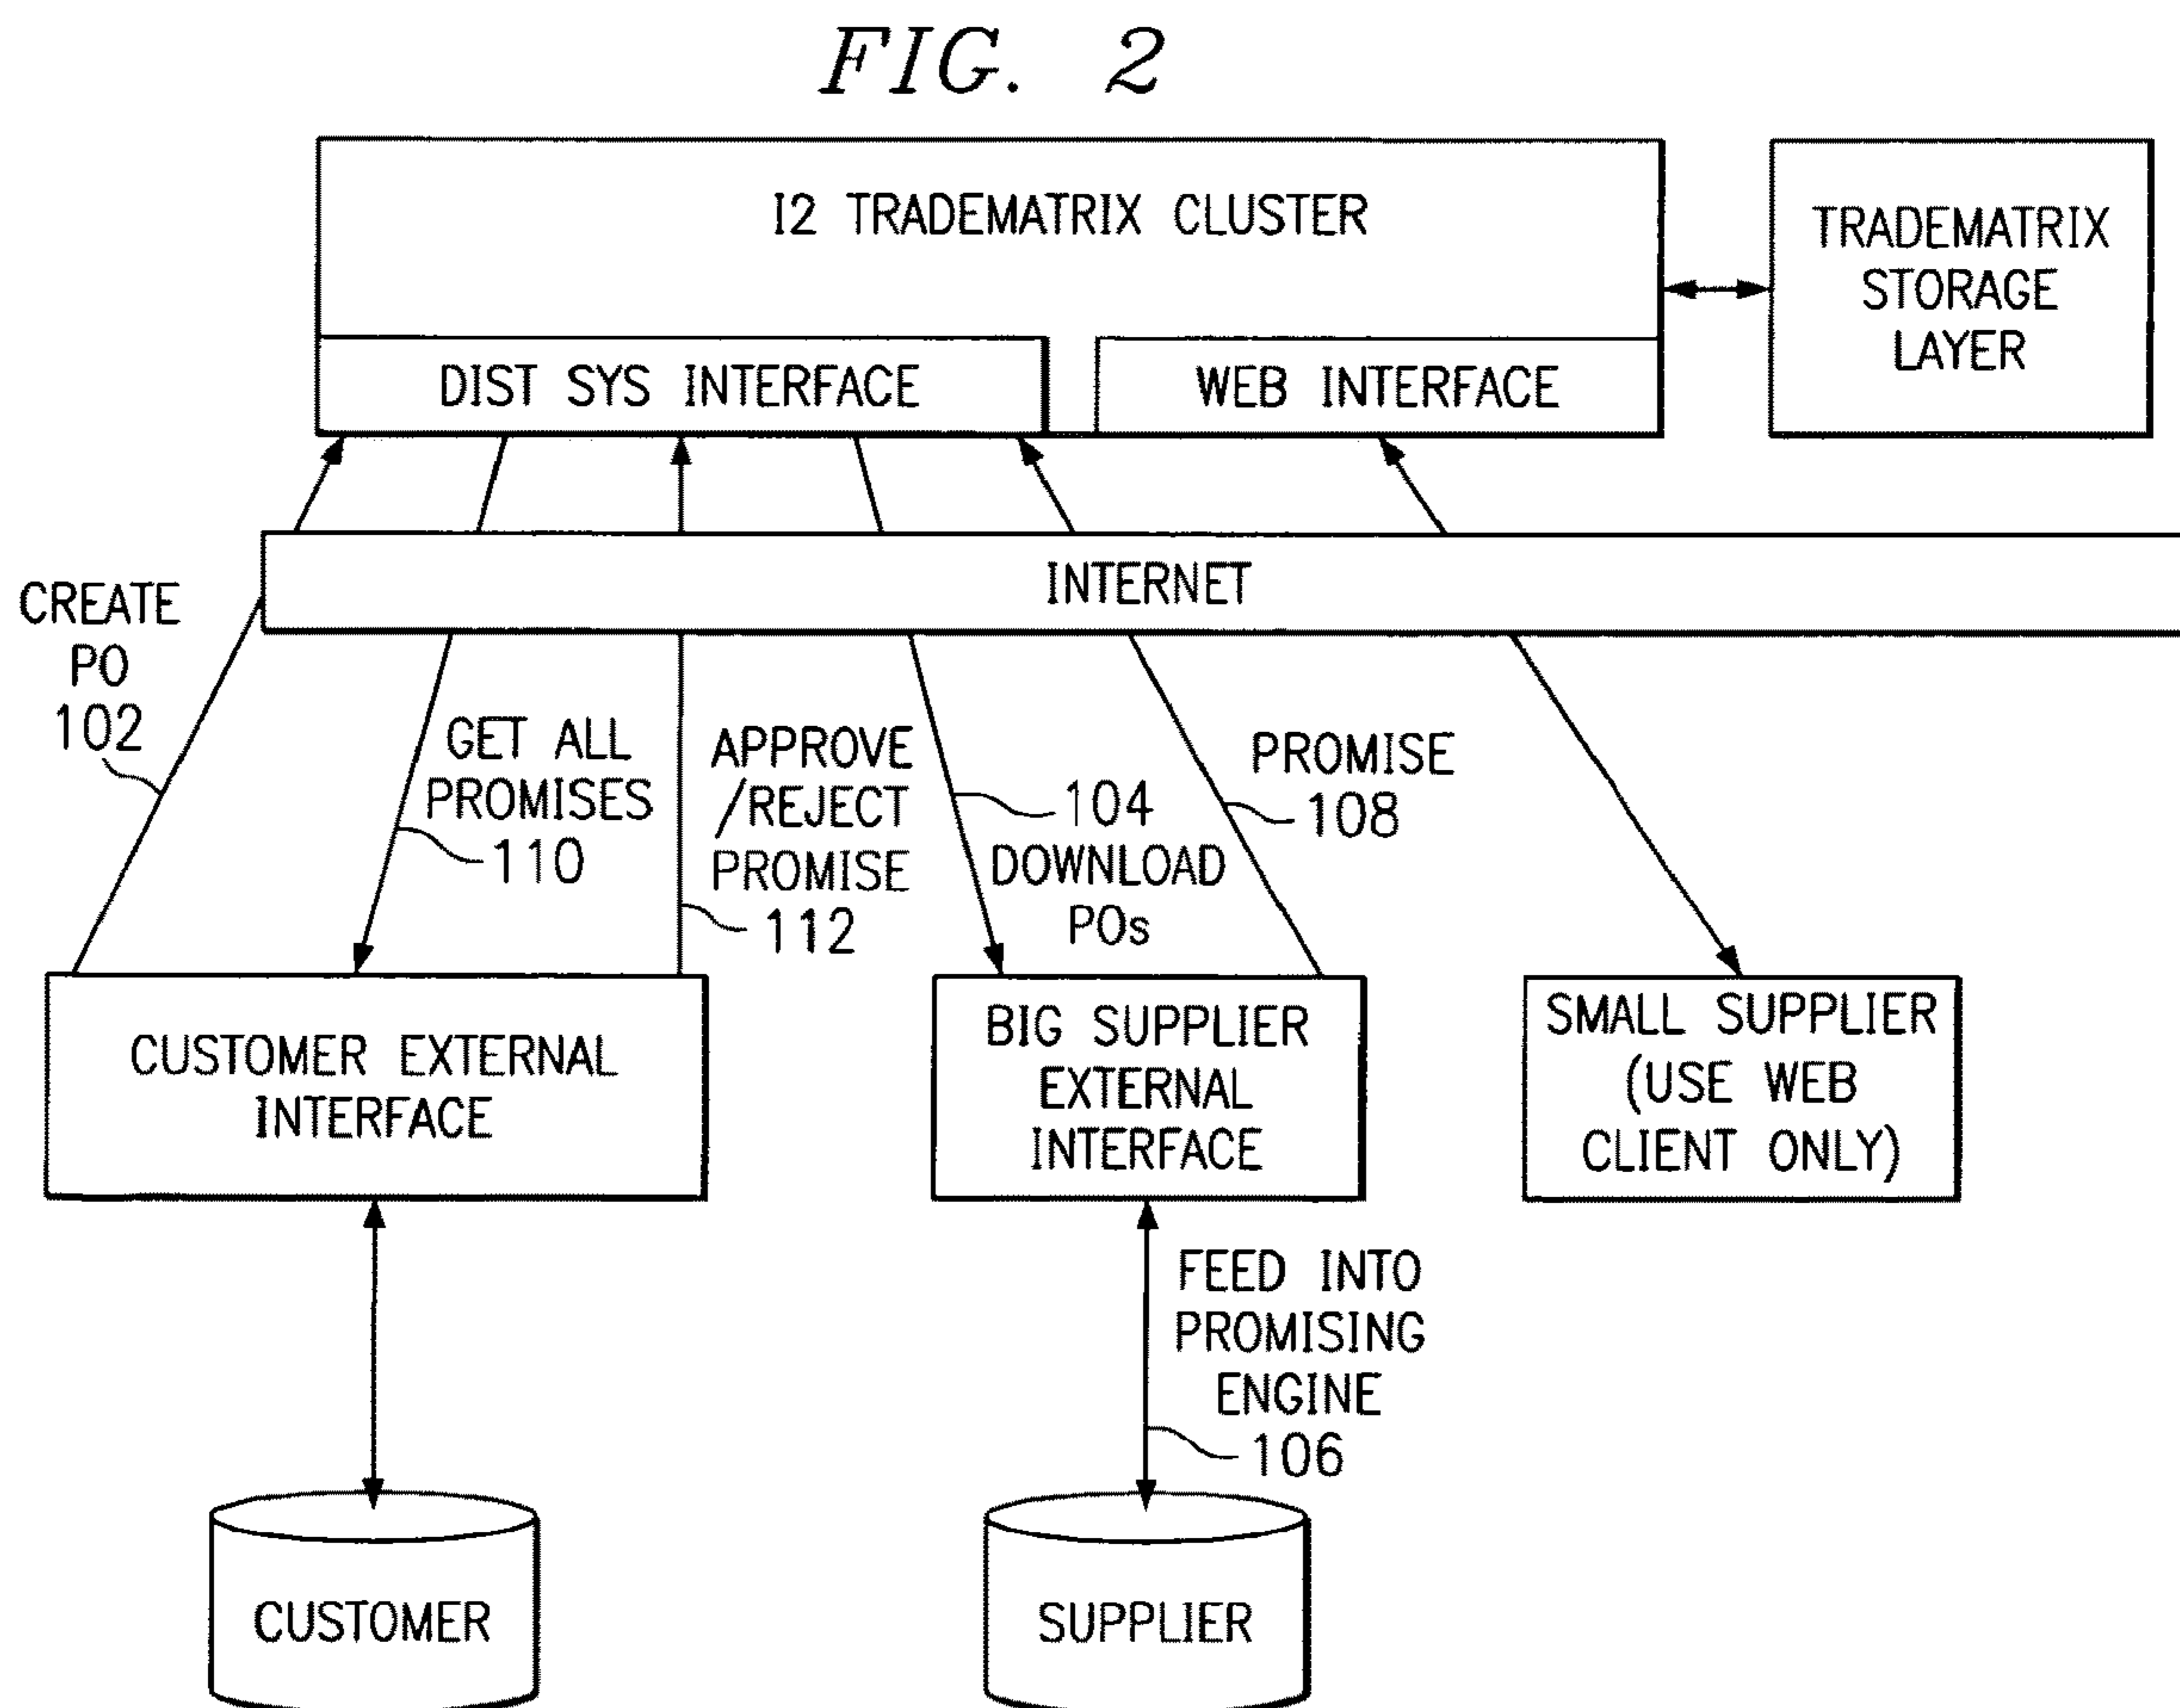 FIG. 2
I2 TRADEMATRIX CLUSTER
TRADEMATRIX
STORAGE
LAYER
DIST SYS INTERFACE
WEB INTERFACE
INTERNET
CREATE
PO
102
GET ALL
PROMISES
110
APPROVE
/REJECT
PROMISE
112
104
DOWNLOAD
POs
PROMISE
108
CUSTOMER EXTERNAL
INTERFACE
BIG SUPPLIER
EXTERNAL
INTERFACE
SMALL SUPPLIER
(USE WEB
CLIENT ONLY)
FEED INTO
PROMISING
ENGINE
106
CUSTOMER
SUPPLIER